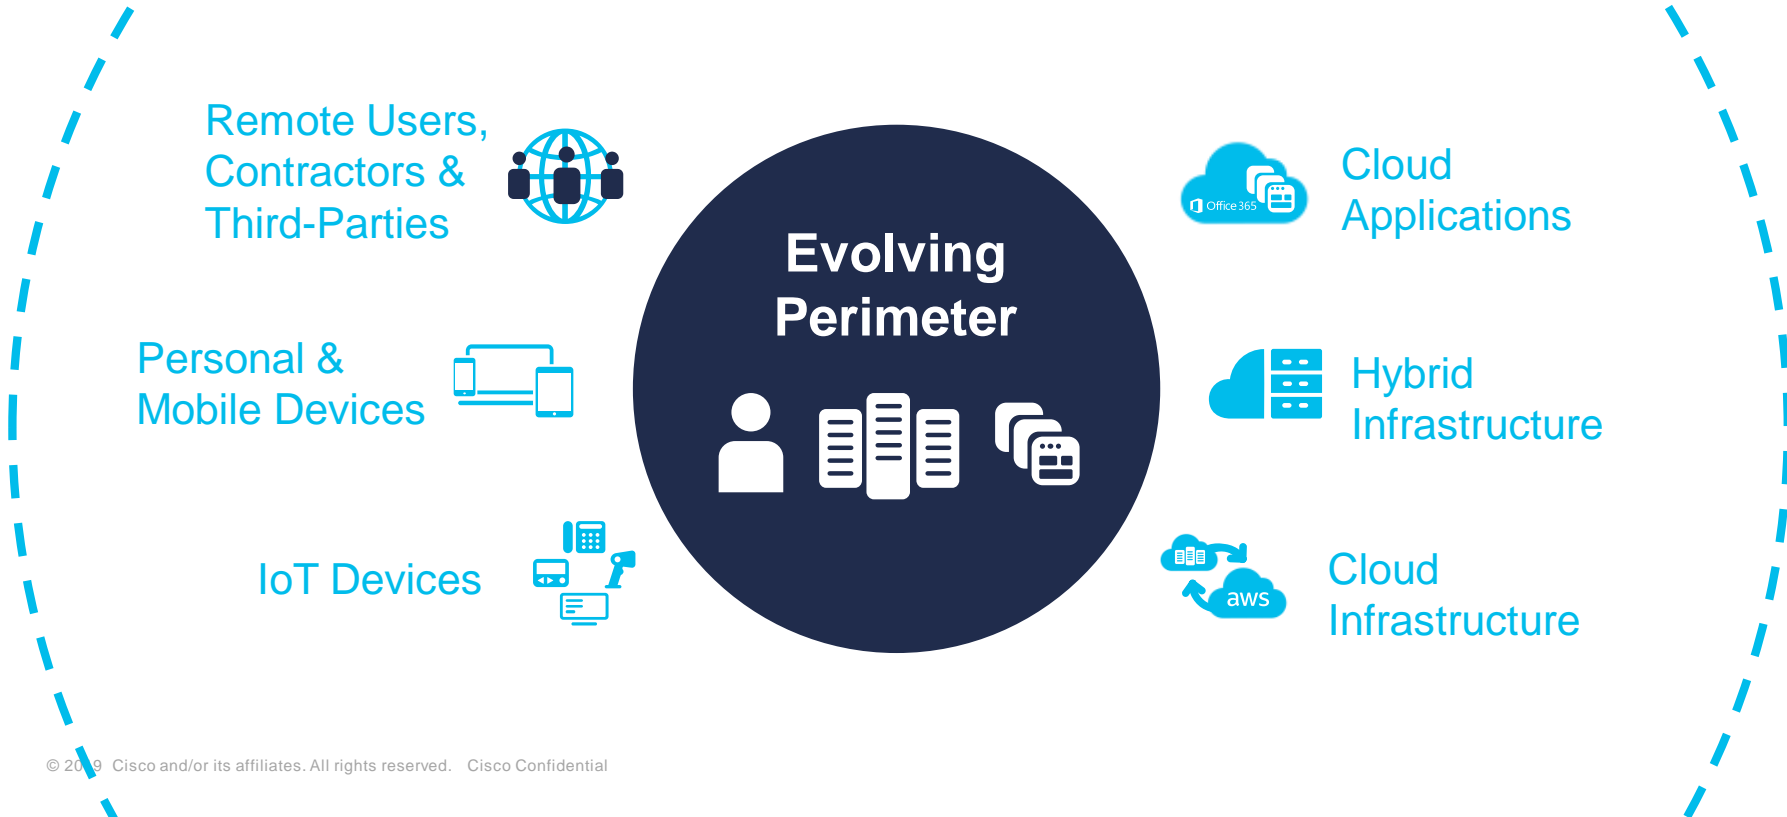 Remote Users,
Contractors &
Third-Parties
Personal &
Mobile Devices
IoT Devices
Evolving
Perimeter
Office 365
Cloud
Applications
Hybrid
Infrastructure
aws
Cloud
Infrastructure
© Cisco and/or its affiliates. All rights reserved. Cisco Confidential